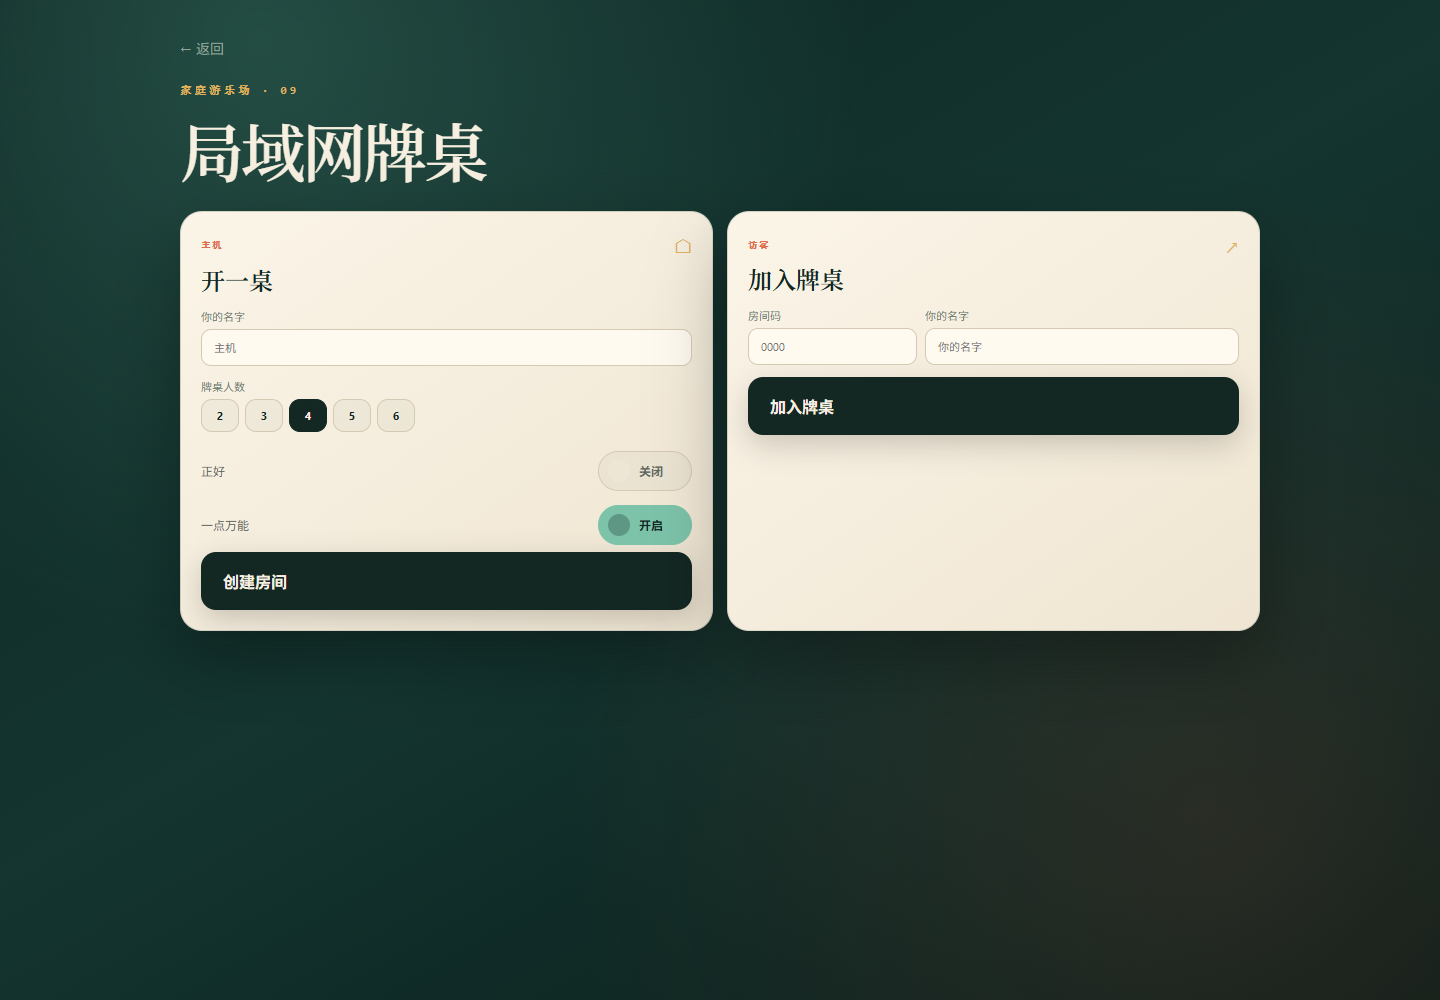 ← 返回
家庭游乐场 · 09
局域网牌桌
主机
开一桌
你的名字
主机
牌桌人数
2 3 4 5 6
正好 关闭
一点万能 开启
创建房间
访客
加入牌桌
房间码 你的名字
0000 你的名字
加入牌桌